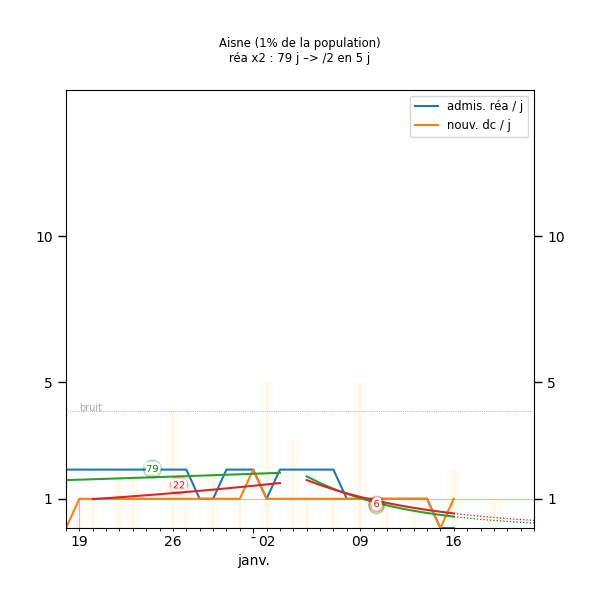 Aisne (1% de la population)
réa x2 : 79 j –> /2 en 5 j
admis. réa / j
nouv. dc / j
10
10
5
5
bruit
79
22
6
1
1
19
26
02
09
16
janv.